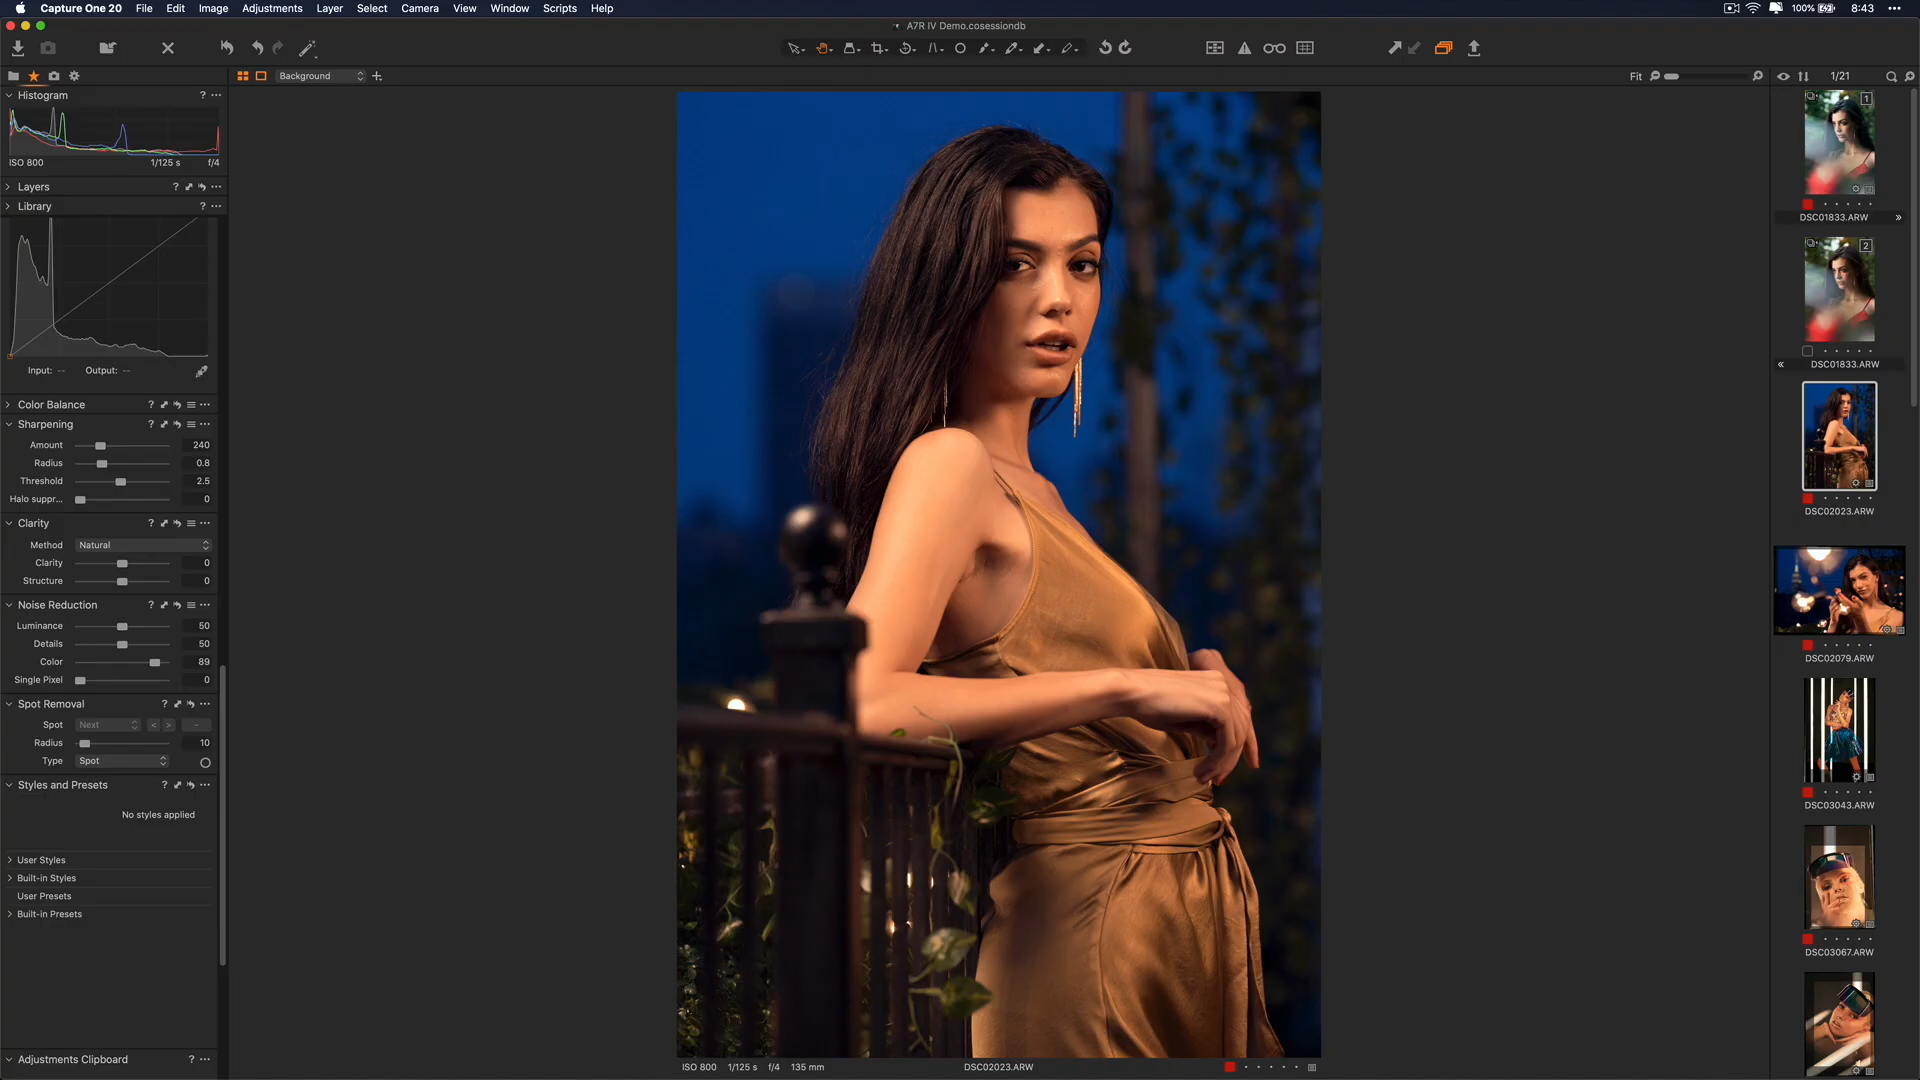 Capture One 20 File Edit Image Adjustments Layer Select Camera View Window Scripts Help 100% 8:43
A7R IV Demo.cosessiondb
Background Fit 1/21
Histogram ?
ISO 800 1/125 s f/4
Layers ?
Library ?
Input: -- Output: --
Color Balance ?
Sharpening ?
Amount 240
Radius 0.8
Threshold 2.5
Halo suppr... 0
Clarity ?
Method Natural
Clarity 0
Structure 0
Noise Reduction ?
Luminance 50
Details 50
Color 89
Single Pixel 0
Spot Removal ?
Spot Next < > -
Radius 10
Type Spot
Styles and Presets ?
No styles applied
User Styles
Built-in Styles
User Presets
Built-in Presets
Adjustments Clipboard ?
ISO 800 1/125 s f/4 135 mm DSC02023.ARW
1
DSC01833.ARW »
2
« DSC01833.ARW
DSC02023.ARW
DSC02079.ARW
DSC03043.ARW
DSC03067.ARW